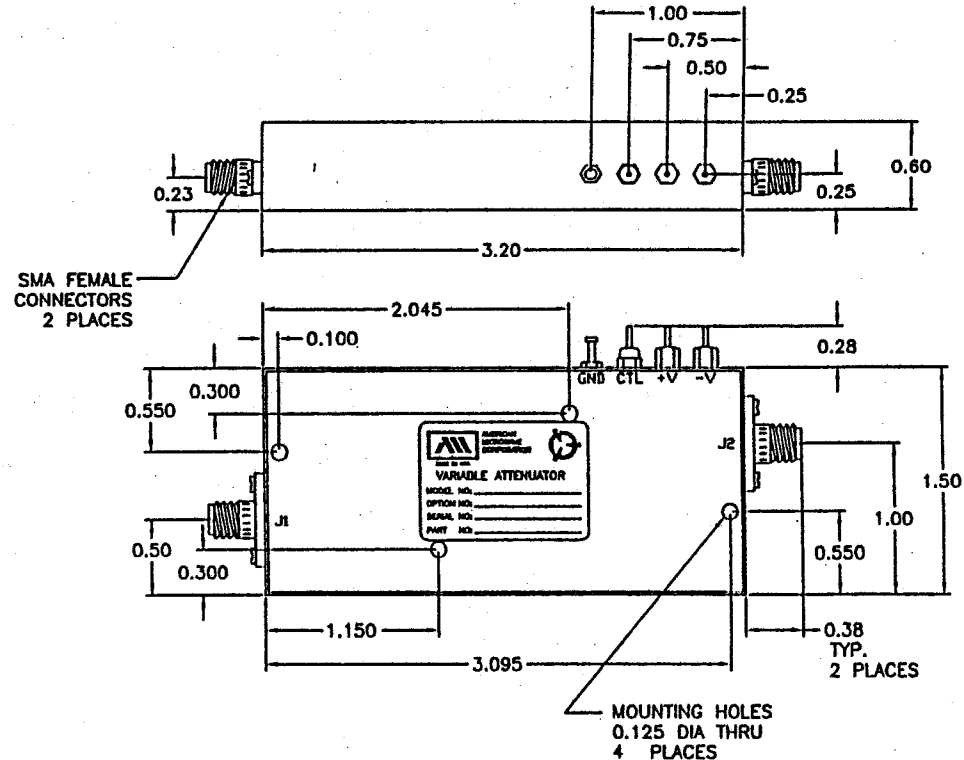 1.00
0.75
0.50
0.25
0.60
0.23
0.25
3.20
SMA FEMALE
CONNECTORS
2 PLACES
2.045
0.100
0.28
GND CTL +V -V
0.300
0.550
AMERICAN
MICROWAVE
CORPORATION
J2
VARIABLE ATTENUATOR
MODEL NO:
OPTION NO:
SERIAL NO:
PART NO:
1.50
J1
1.00
0.50
0.550
0.300
1.150
0.38
TYP.
2 PLACES
3.095
MOUNTING HOLES
0.125 DIA THRU
4 PLACES